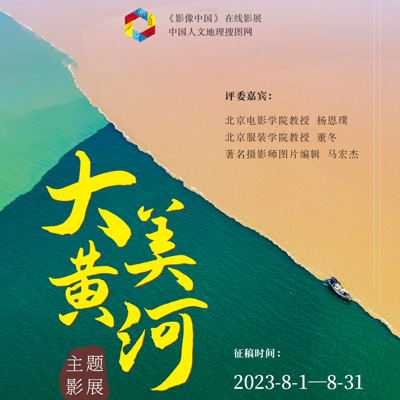 《影像中国》在线影展
中国人文地理搜图网
评委嘉宾：
北京电影学院教授 杨恩璞
北京服装学院教授 董冬
著名摄影师图片编辑 马宏杰
大美
黄河
主题
影展
征稿时间：
2023-8-1—8-31